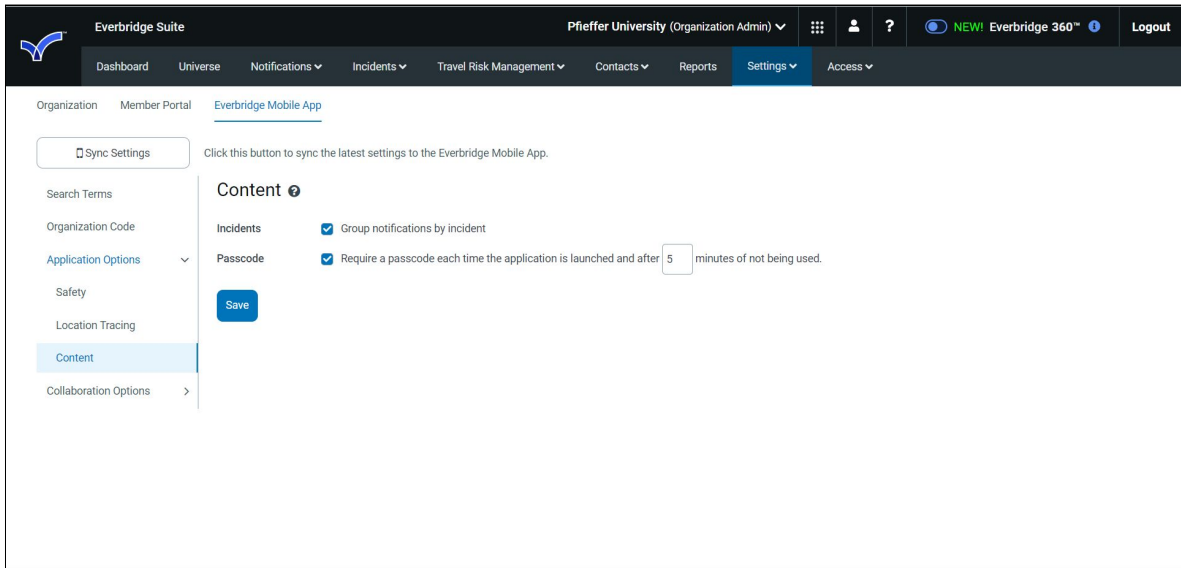 Everbridge Suite
Pfieffer University (Organization Admin)
?
NEW! Everbridge 360™
Logout
Dashboard Universe Notifications Incidents Travel Risk Management Contacts Reports Settings Access
Organization Member Portal Everbridge Mobile App
Sync Settings
Click this button to sync the latest settings to the Everbridge Mobile App.
Search Terms
Organization Code
Application Options
Safety
Location Tracing
Content
Collaboration Options
Content ?
Incidents Group notifications by incident
Passcode Require a passcode each time the application is launched and after 5 minutes of not being used.
Save